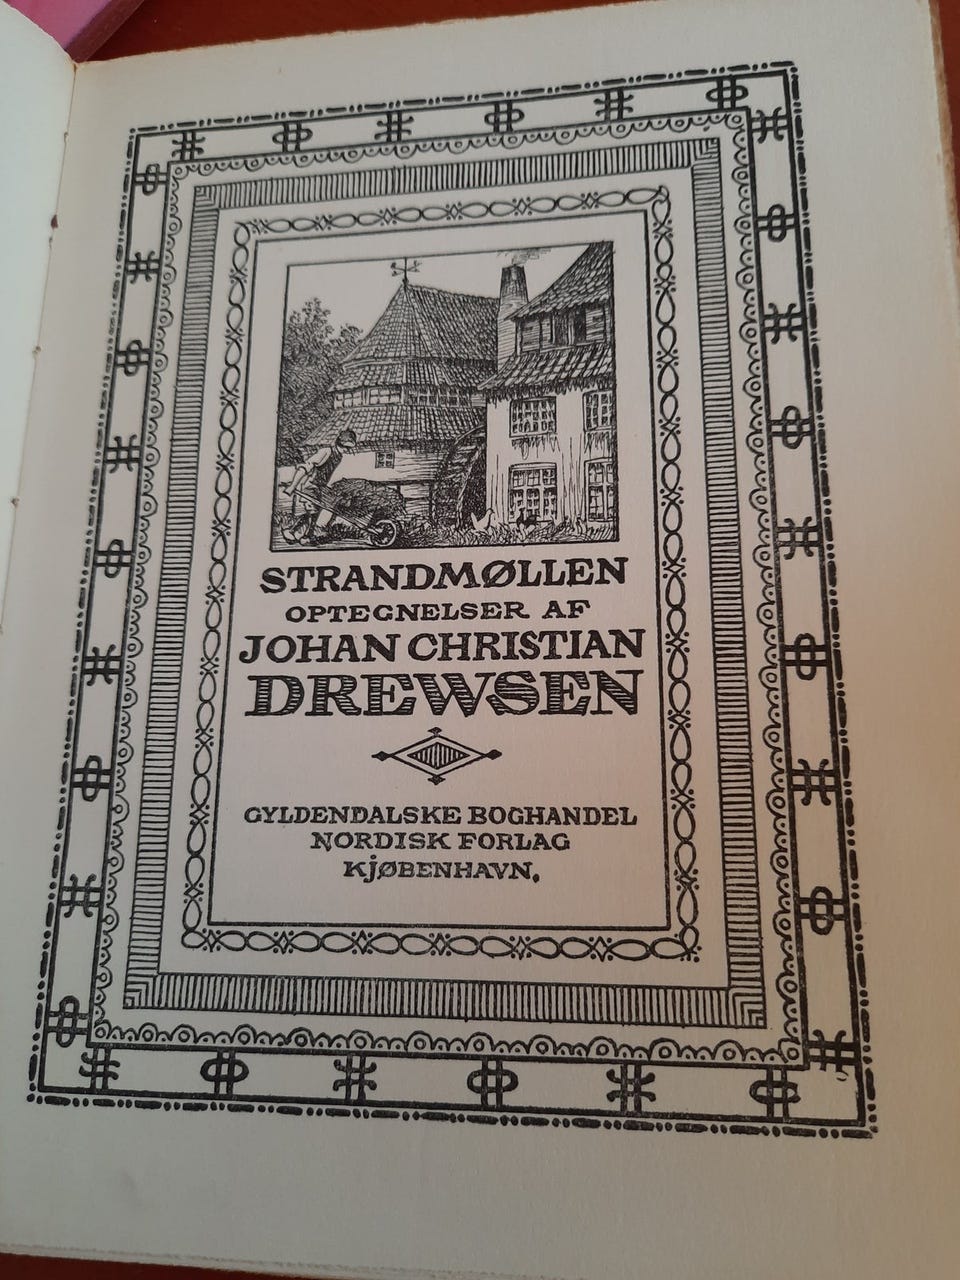 STRANDMØLLEN
OPTEGNELSER AF
JOHAN CHRISTIAN
DREWSEN
GYLDENDALSKE BOGHANDEL
NORDISK FORLAG
KJØBENHAVN.